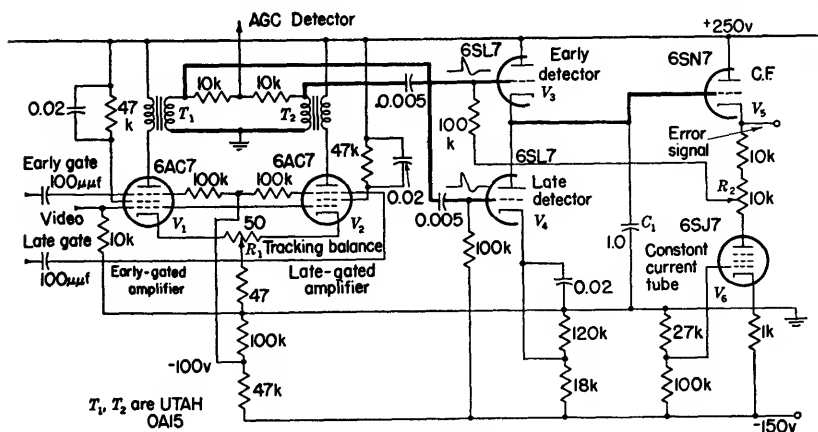 AGC Detector
+250v
6SL7
Early
detector
6SN7
C.F.
10k
10k
0.02
47
k
T₁
T₂
0.005
V₃
V₅
100
k
Error
signal
6AC7
6AC7
47k
6SL7
10k
Early gate
100μμf
100k
100k
0.02
Late
detector
R₂
10k
Video
V₁
50
V₂
0.005
V₄
C₁
1.0
6SJ7
Late gate
10k
R₁ Tracking balance
100k
Constant
current
tube
100μμf
Early-gated
amplifier
Late-gated
amplifier
47
0.02
V₆
100k
120k
27k
1k
-100v
47k
18k
100k
T₁, T₂ are UTAH
OA15
-150v